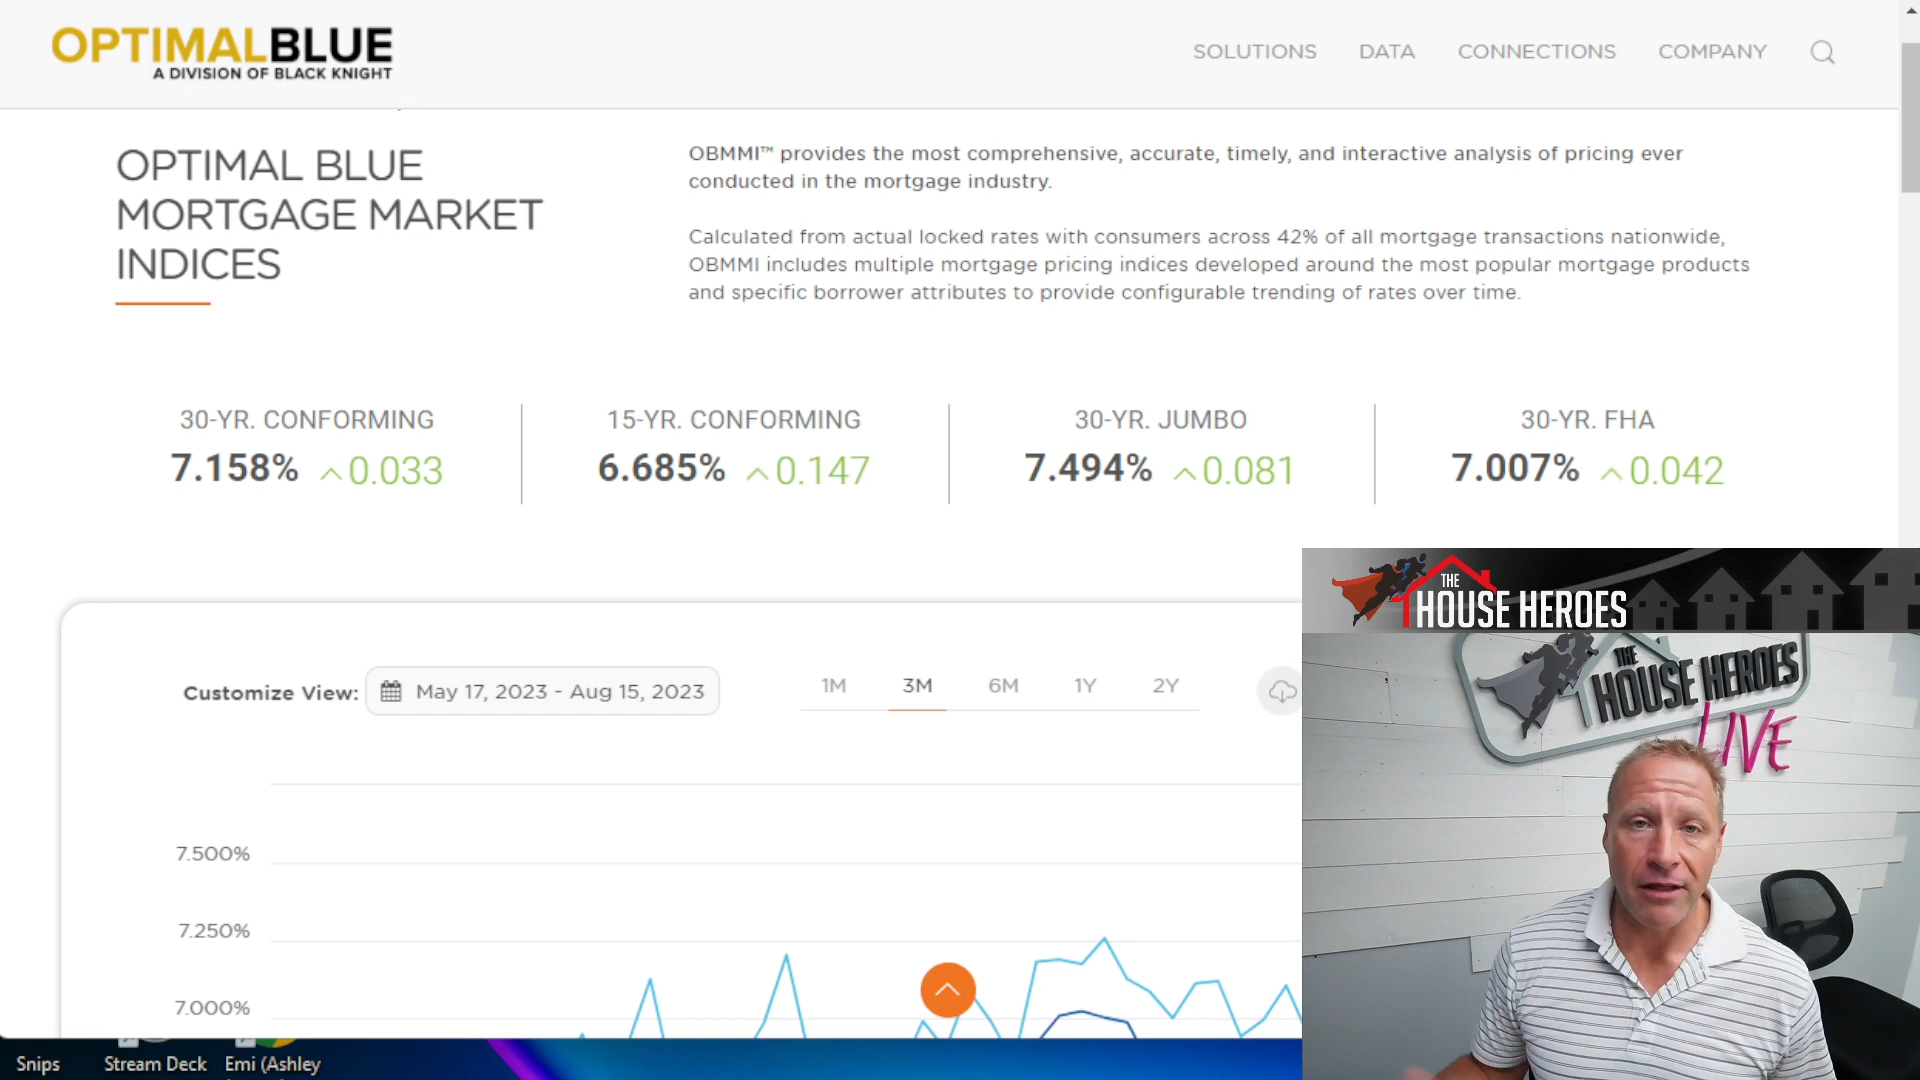 OPTIMALBLUE
A DIVISION OF BLACK KNIGHT
SOLUTIONS
DATA
CONNECTIONS
COMPANY
OPTIMAL BLUE
MORTGAGE MARKET
INDICES
OBMMI™ provides the most comprehensive, accurate, timely, and interactive analysis of pricing ever
conducted in the mortgage industry.
Calculated from actual locked rates with consumers across 42% of all mortgage transactions nationwide,
OBMMI includes multiple mortgage pricing indices developed around the most popular mortgage products
and specific borrower attributes to provide configurable trending of rates over time.
30-YR. CONFORMING
7.158% 0.033
15-YR. CONFORMING
6.685% 0.147
30-YR. JUMBO
7.494% 0.081
30-YR. FHA
7.007% 0.042
Customize View:
May 17, 2023 - Aug 15, 2023
1M
3M
6M
1Y
2Y
7.500%
7.250%
7.000%
THE
HOUSE HEROES
THE
HOUSE HEROES
LIVE
Snips
Stream Deck
Emi (Ashley